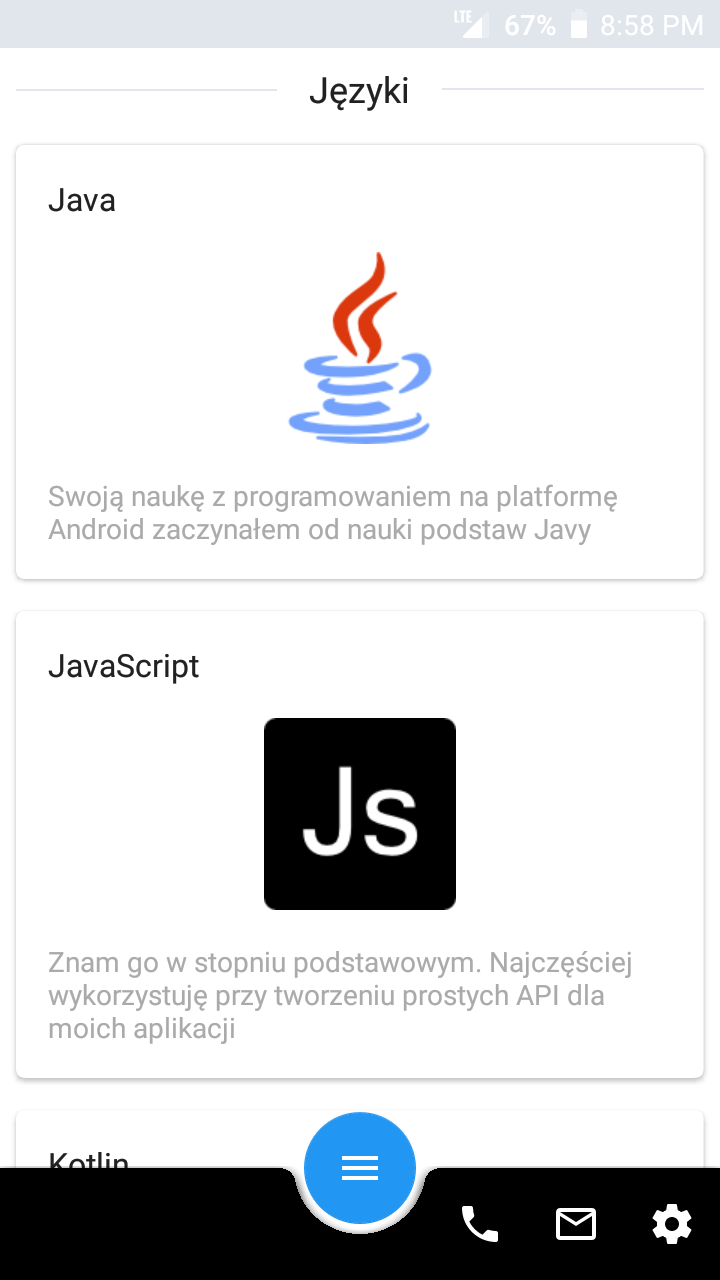 LTE 67% 8:58 PM
Języki
Java
Swoją naukę z programowaniem na platformę
Android zaczynałem od nauki podstaw Javy
JavaScript
Js
Znam go w stopniu podstawowym. Najczęściej
wykorzystuję przy tworzeniu prostych API dla
moich aplikacji
Kotlin